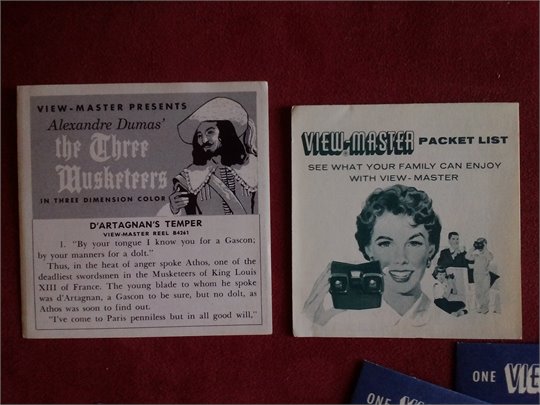 VIEW-MASTER PRESENTS
Alexandre Dumas'
the Three
Musketeers
IN THREE DIMENSION COLOR
D'ARTAGNAN'S TEMPER
VIEW-MASTER REEL B4261
1. "By your tongue I know you for a Gascon;
by your manners for a dolt."
Thus, in the heat of anger spoke Athos, one of the
deadliest swordsmen in the Musketeers of King Louis
XIII of France. The young blade to whom he spoke
was d'Artagnan, a Gascon to be sure, but no dolt, as
Athos was soon to find out.
"I've come to Paris penniless but in all good will,"
VIEW-MASTER PACKET LIST
SEE WHAT YOUR FAMILY CAN ENJOY
WITH VIEW-MASTER
ONE VIE
ONE